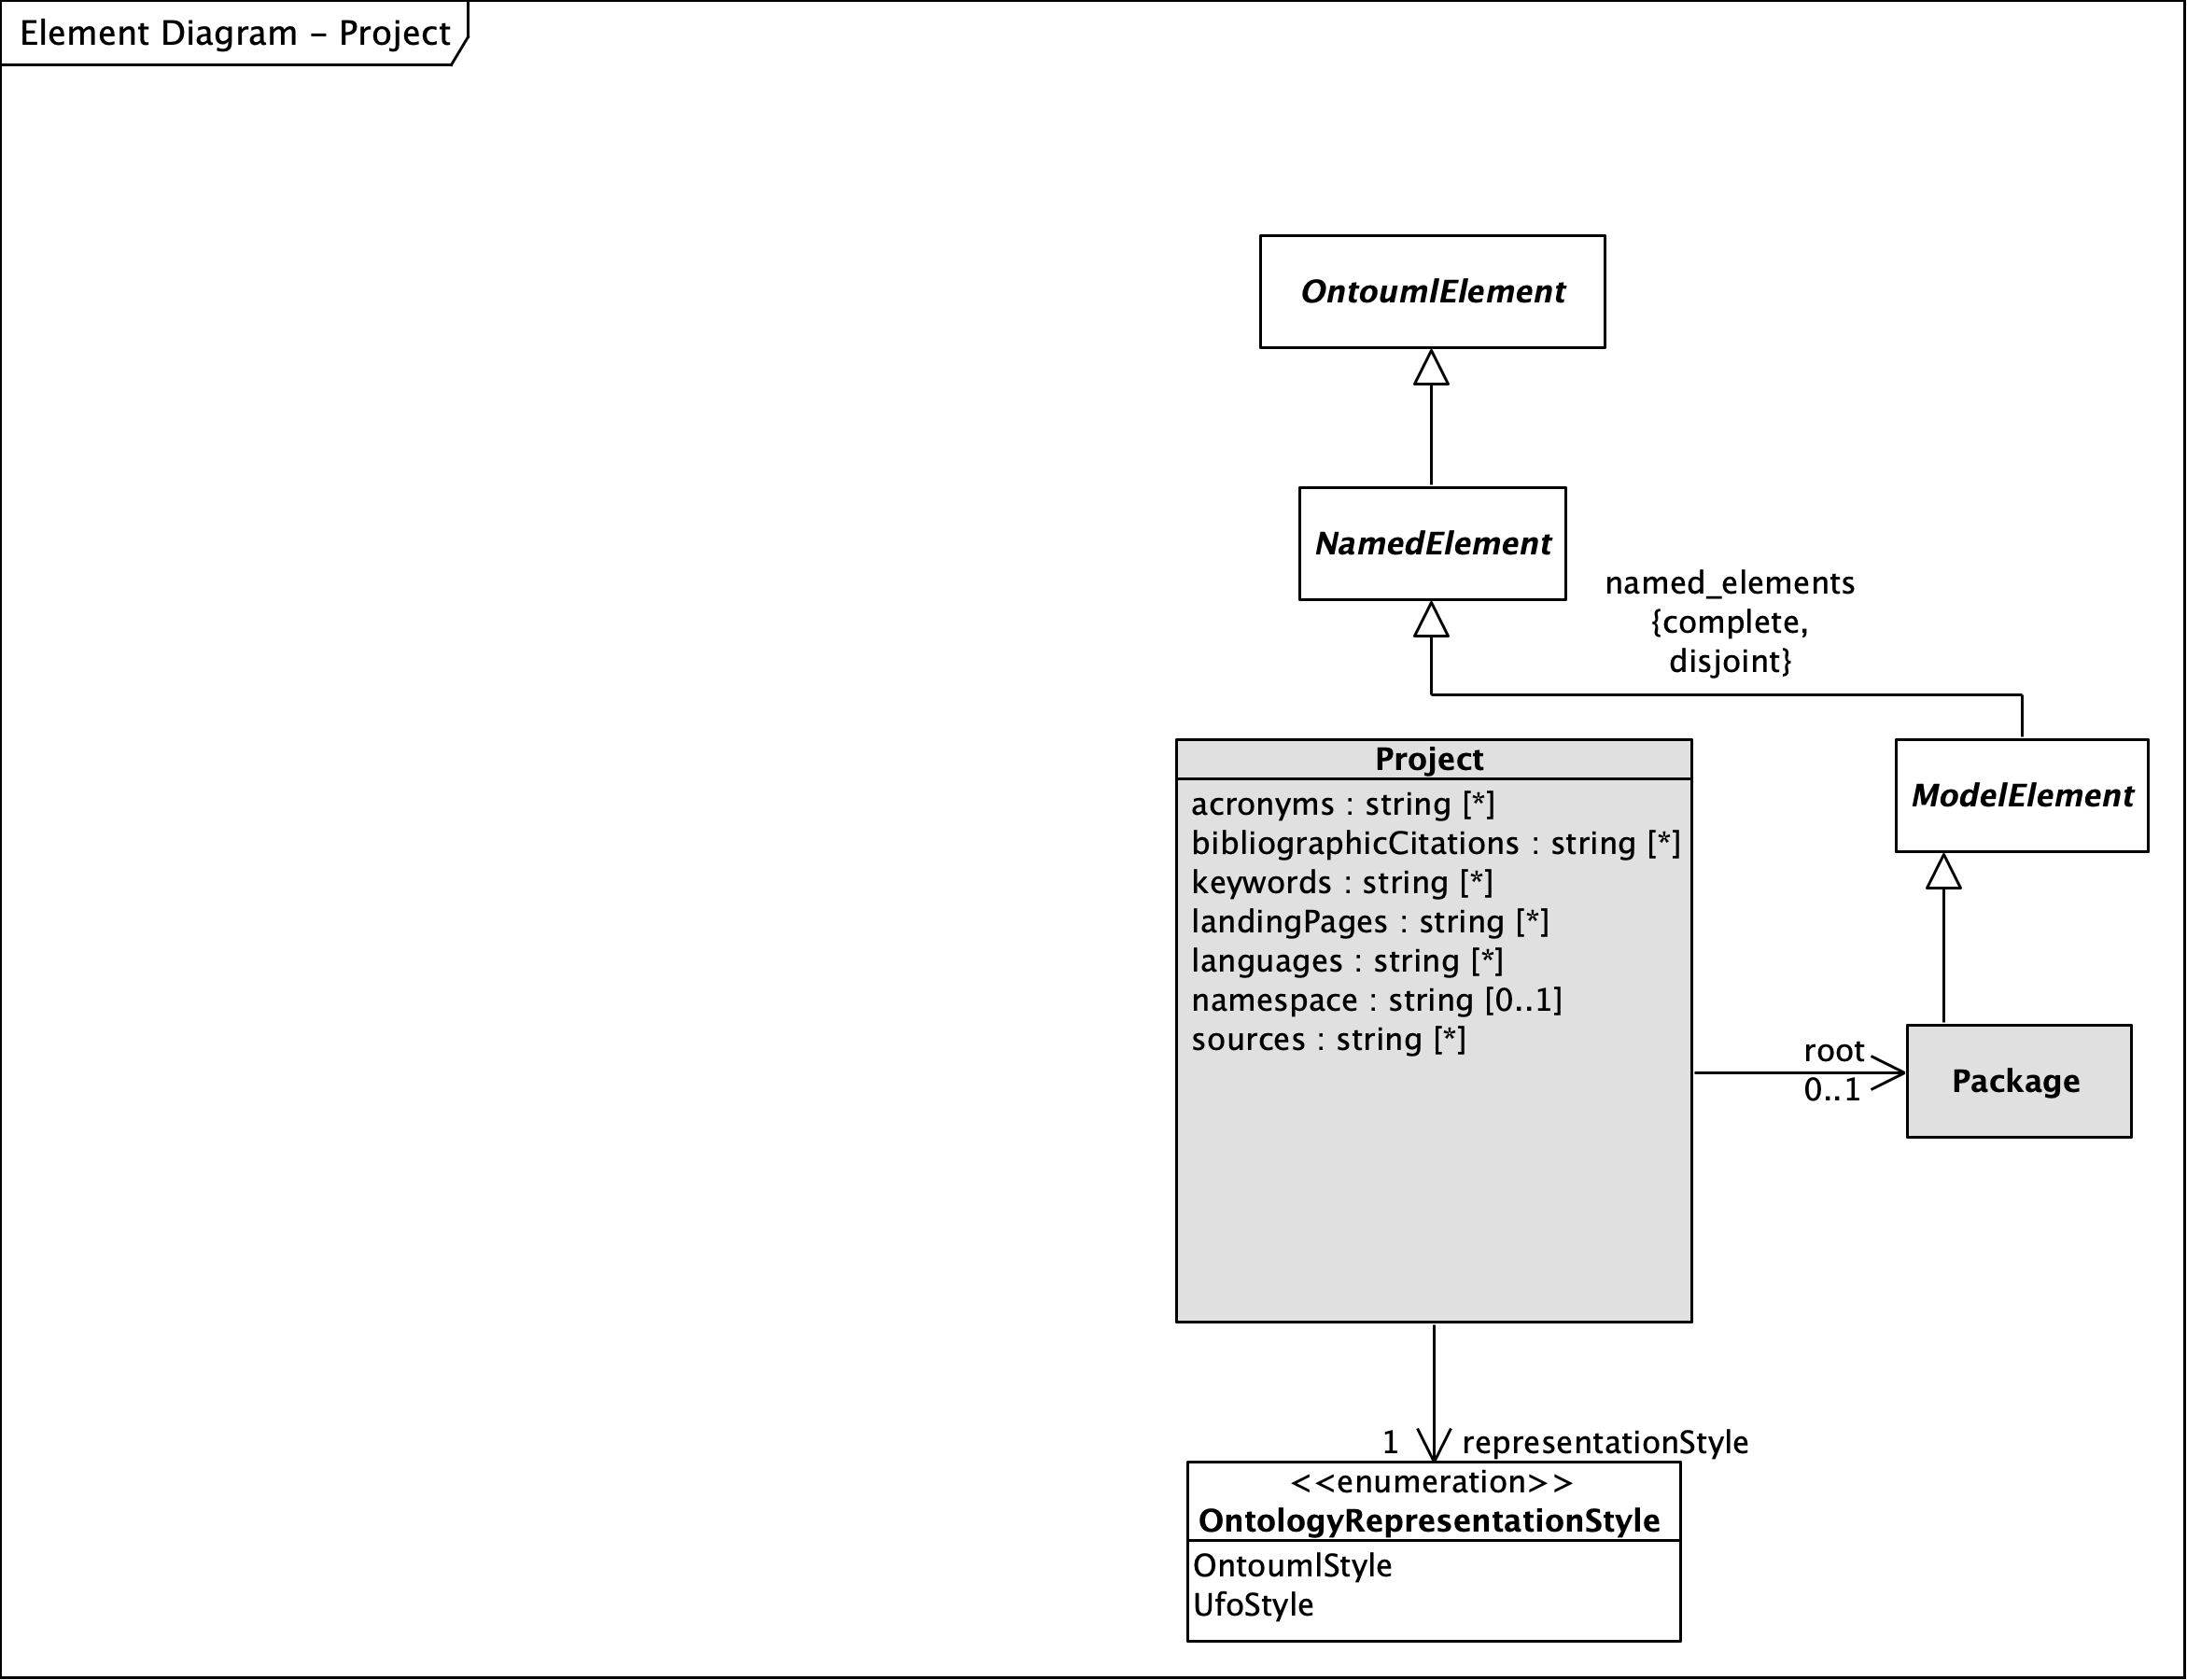 Element Diagram – Project
OntoumlElement
NamedElement
named_elements
{complete,
disjoint}
Project
acronyms : string [*]
bibliographicCitations : string [*]
keywords : string [*]
landingPages : string [*]
languages : string [*]
namespace : string [0..1]
sources : string [*]
ModelElement
root
0..1
Package
1
representationStyle
<<enumeration>>
OntologyRepresentationStyle
OntoumlStyle
UfoStyle